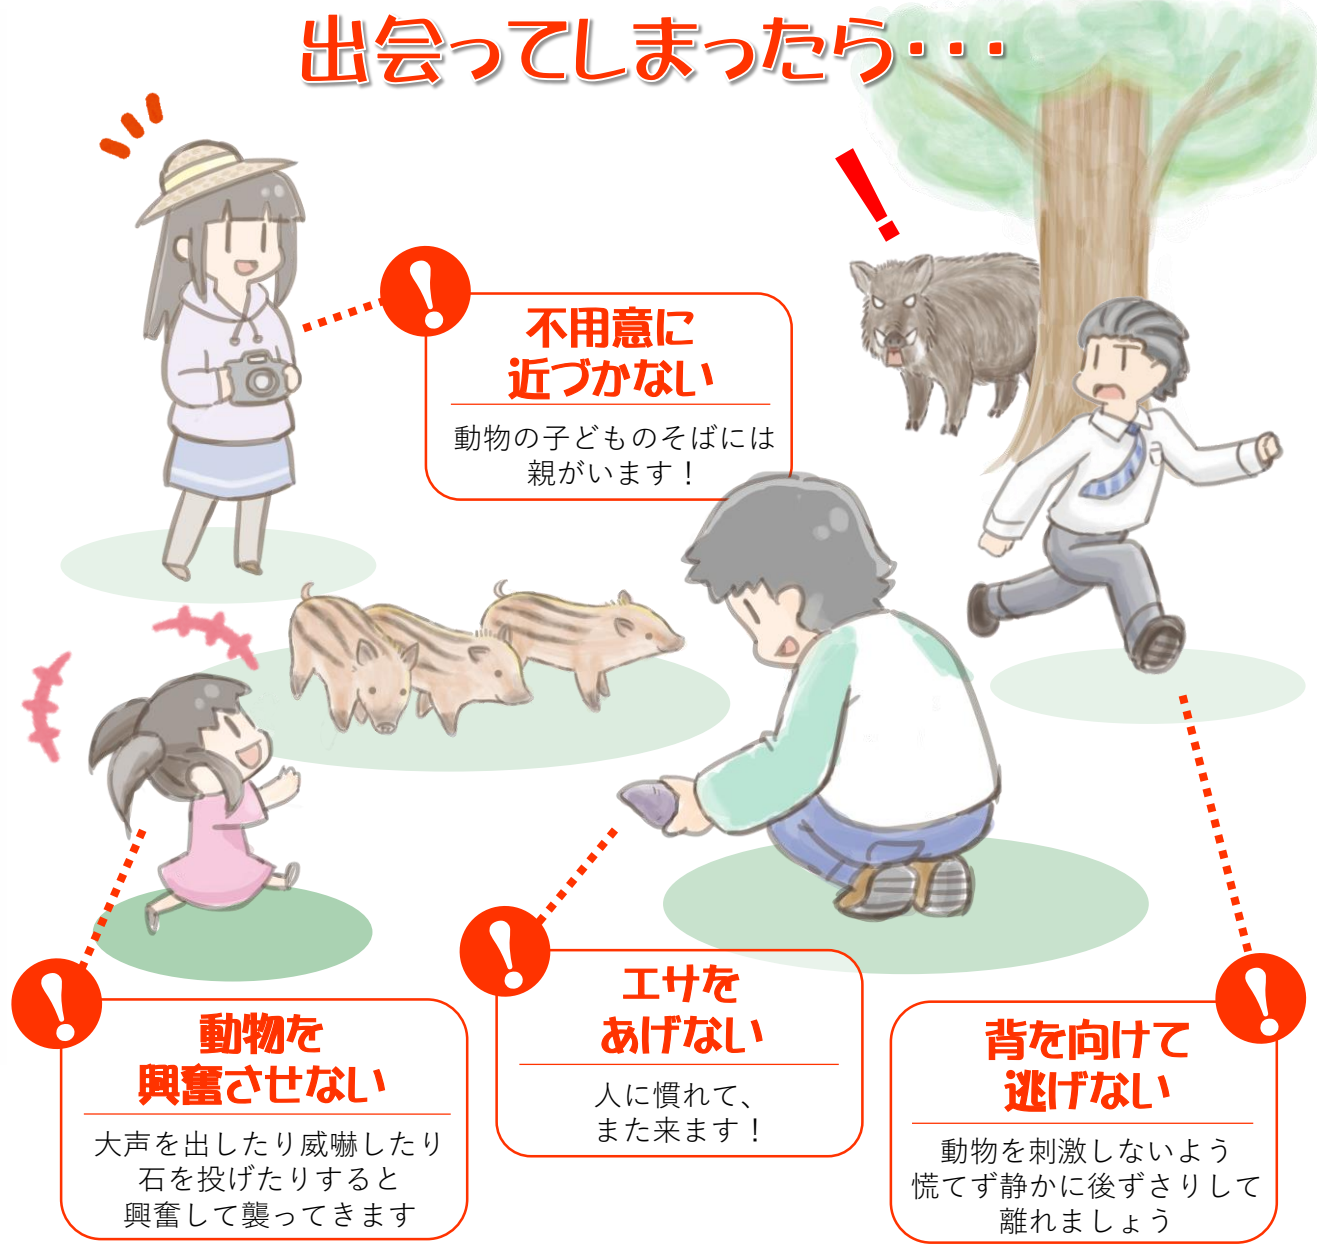 出会ってしまったら・・・
不用意に
近づかない
動物の子どものそばには
親がいます！
動物を
興奮させない
大声を出したり威嚇したり
石を投げたりすると
興奮して襲ってきます
エサを
あげない
人に慣れて、
また来ます！
背を向けて
逃げない
動物を刺激しないよう
慌てず静かに後ずさりして
離れましょう